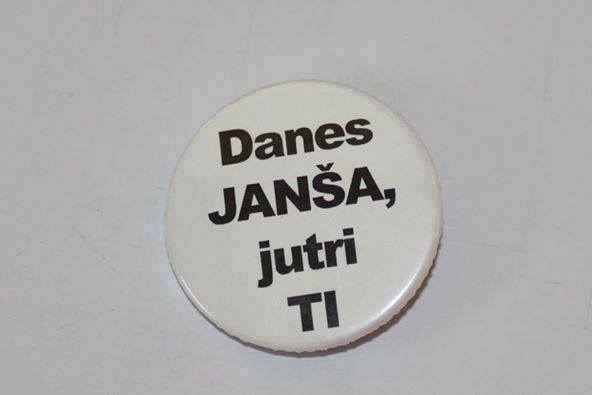 Danes
JANŠA,
jutri
TI